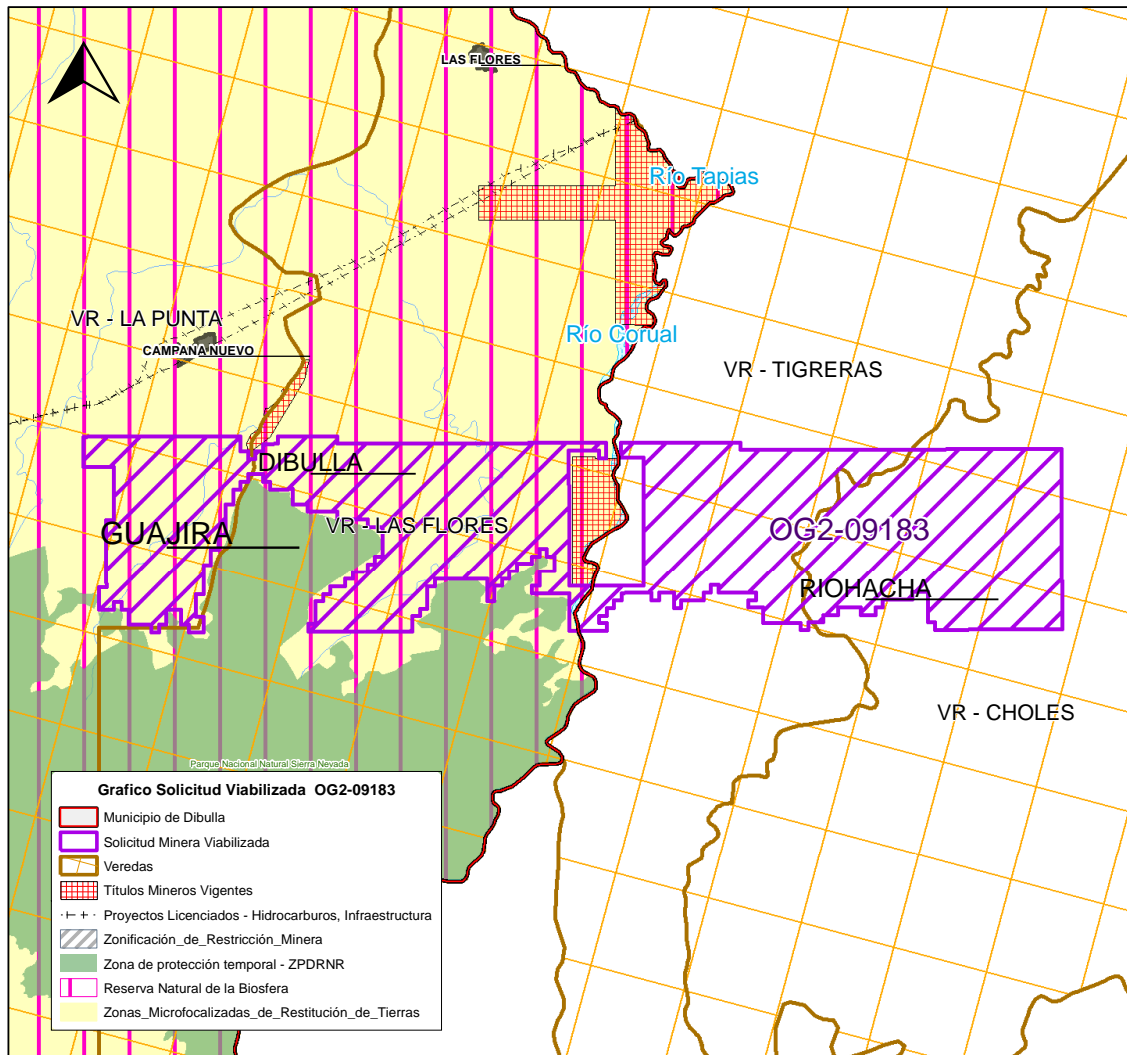 LAS FLORES
Río Tapias
VR - LA PUNTA
Río Corual
CAMPANA NUEVO
VR - TIGRERAS
DIBULLA
GUAJIRA
VR - LAS FLORES
OG2-09183
RIOHACHA
VR - CHOLES
Parque Nacional Natural Sierra Nevada
Grafico Solicitud Viabilizada OG2-09183
Municipio de Dibulla
Solicitud Minera Viabilizada
Veredas
Títulos Mineros Vigentes
Proyectos Licenciados - Hidrocarburos, Infraestructura
Zonificación_de_Restricción_Minera
Zona de protección temporal - ZPDRNR
Reserva Natural de la Biosfera
Zonas_Microfocalizadas_de_Restitución_de_Tierras